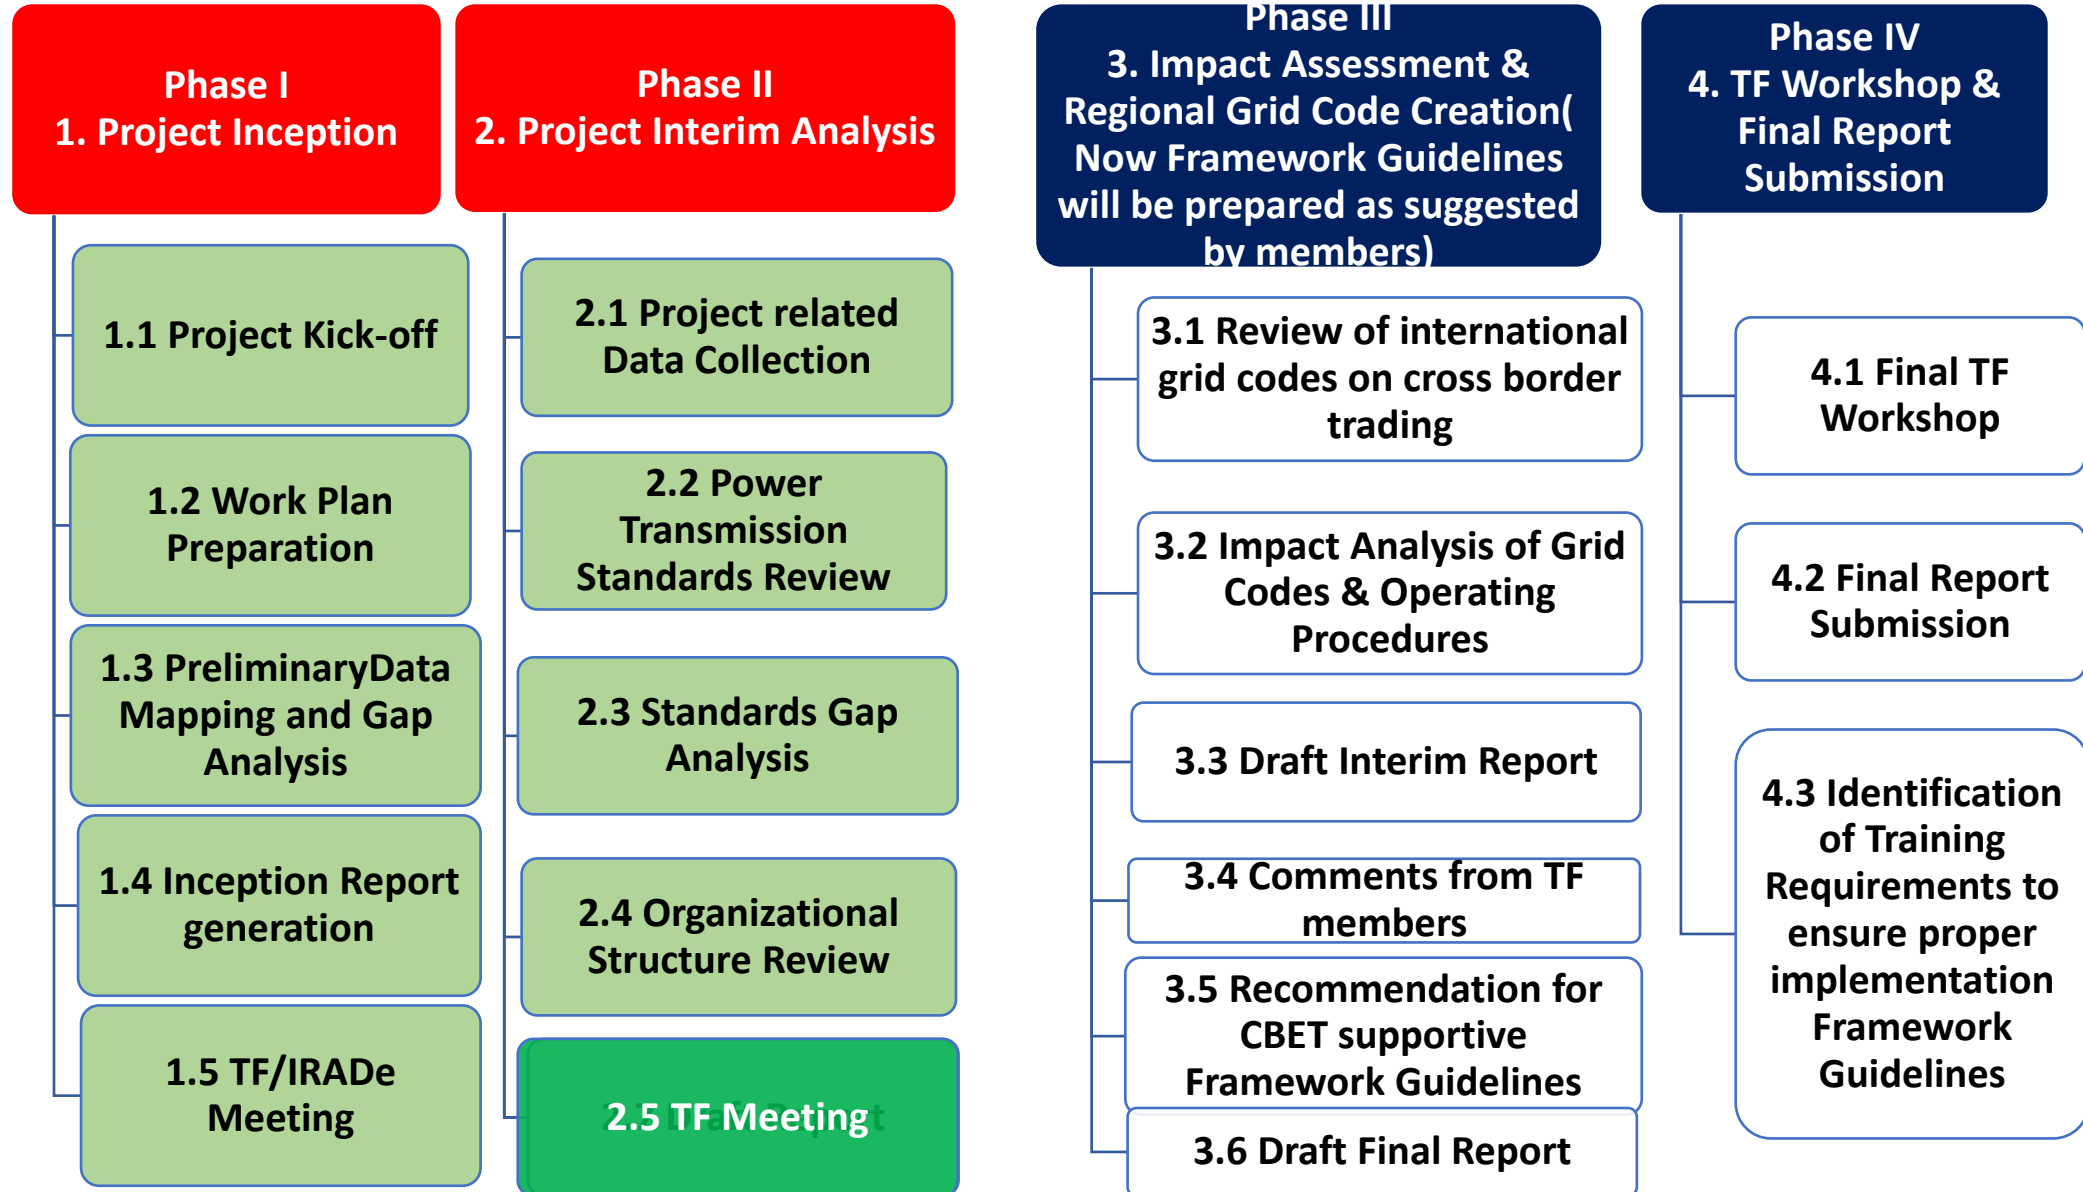 Phase I
1. Project Inception
1.1 Project Kick-off
1.2 Work Plan
Preparation
1.3 PreliminaryData
Mapping and Gap
Analysis
1.4 Inception Report
generation
1.5 TF/IRADe
Meeting
Phase II
2. Project Interim Analysis
2.1 Project related
Data Collection
2.2 Power
Transmission
Standards Review
2.3 Standards Gap
Analysis
2.4 Organizational
Structure Review
2.5 TF Meeting
Phase III
3. Impact Assessment &
Regional Grid Code Creation(
Now Framework Guidelines
will be prepared as suggested
by members)
3.1 Review of international
grid codes on cross border
trading
3.2 Impact Analysis of Grid
Codes & Operating
Procedures
3.3 Draft Interim Report
3.4 Comments from TF
members
3.5 Recommendation for
CBET supportive
Framework Guidelines
3.6 Draft Final Report
Phase IV
4. TF Workshop &
Final Report
Submission
4.1 Final TF
Workshop
4.2 Final Report
Submission
4.3 Identification
of Training
Requirements to
ensure proper
implementation
Framework
Guidelines